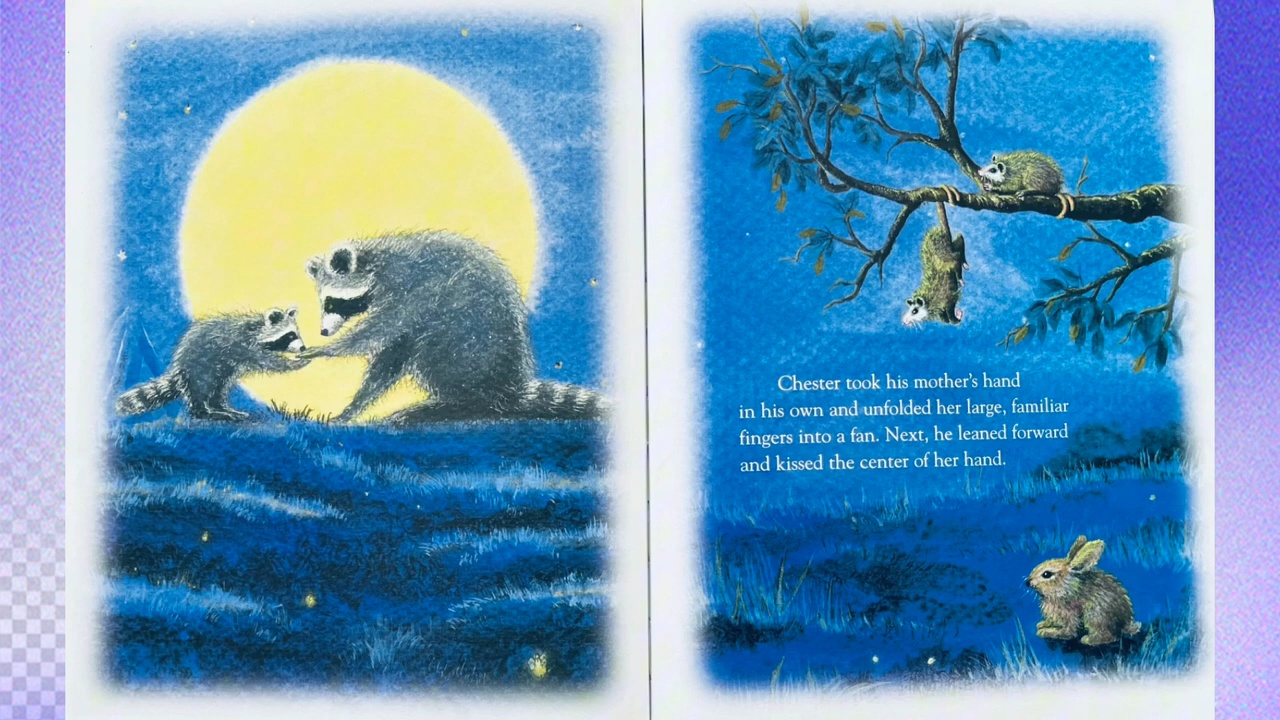 Chester took his mother's hand
in his own and unfolded her large, familiar
fingers into a fan. Next, he leaned forward
and kissed the center of her hand.